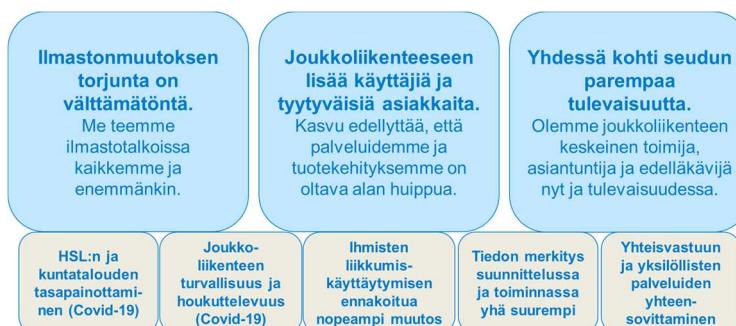 Ilmastonmuutoksen
torjunta on
välttämätöntä.
Me teemme
ilmastotalkoissa
kaikkemme ja
enemmänkin.
Joukkoliikenteeseen
lisää käyttäjiä ja
tyytyväisiä asiakkaita.
Kasvu edellyttää, että
palveluidemme ja
tuotekehityksemme on
oltava alan huippua.
Yhdessä kohti seudun
parempaa
tulevaisuutta.
Olemme joukkoliikenteen
keskeinen toimija,
asiantuntija ja edelläkävijä
nyt ja tulevaisuudessa.
HSL:n ja
kuntatalouden
tasapainottami-
nen (Covid-19)
Joukko-
liikenteen
turvallisuus ja
houkuttelevuus
(Covid-19)
Ihmisten
liikkumis-
käyttäytymisen
ennakoitua
nopeampi muutos
Tiedon merkitys
suunnittelussa
ja toiminnassa
yhä suurempi
Yhteisvastuun
ja yksilöllisten
palveluiden
yhteen-
sovittaminen